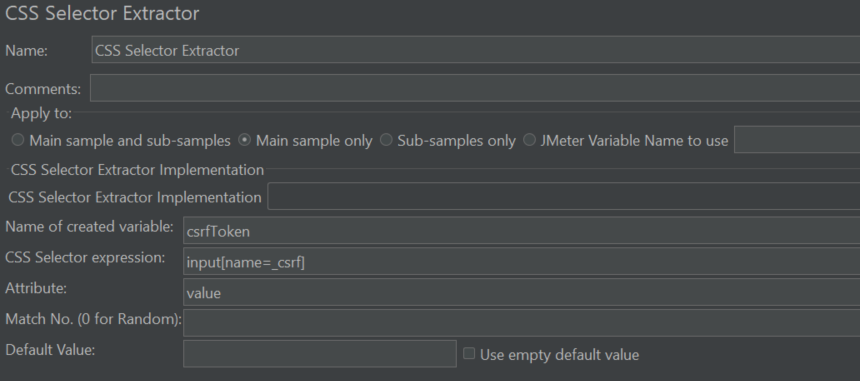 CSS Selector Extractor
Name: CSS Selector Extractor
Comments:
Apply to:
Main sample and sub-samples Main sample only Sub-samples only JMeter Variable Name to use
CSS Selector Extractor Implementation
CSS Selector Extractor Implementation
Name of created variable: csrfToken
CSS Selector expression: input[name=_csrf]
Attribute: value
Match No. (0 for Random):
Default Value: Use empty default value